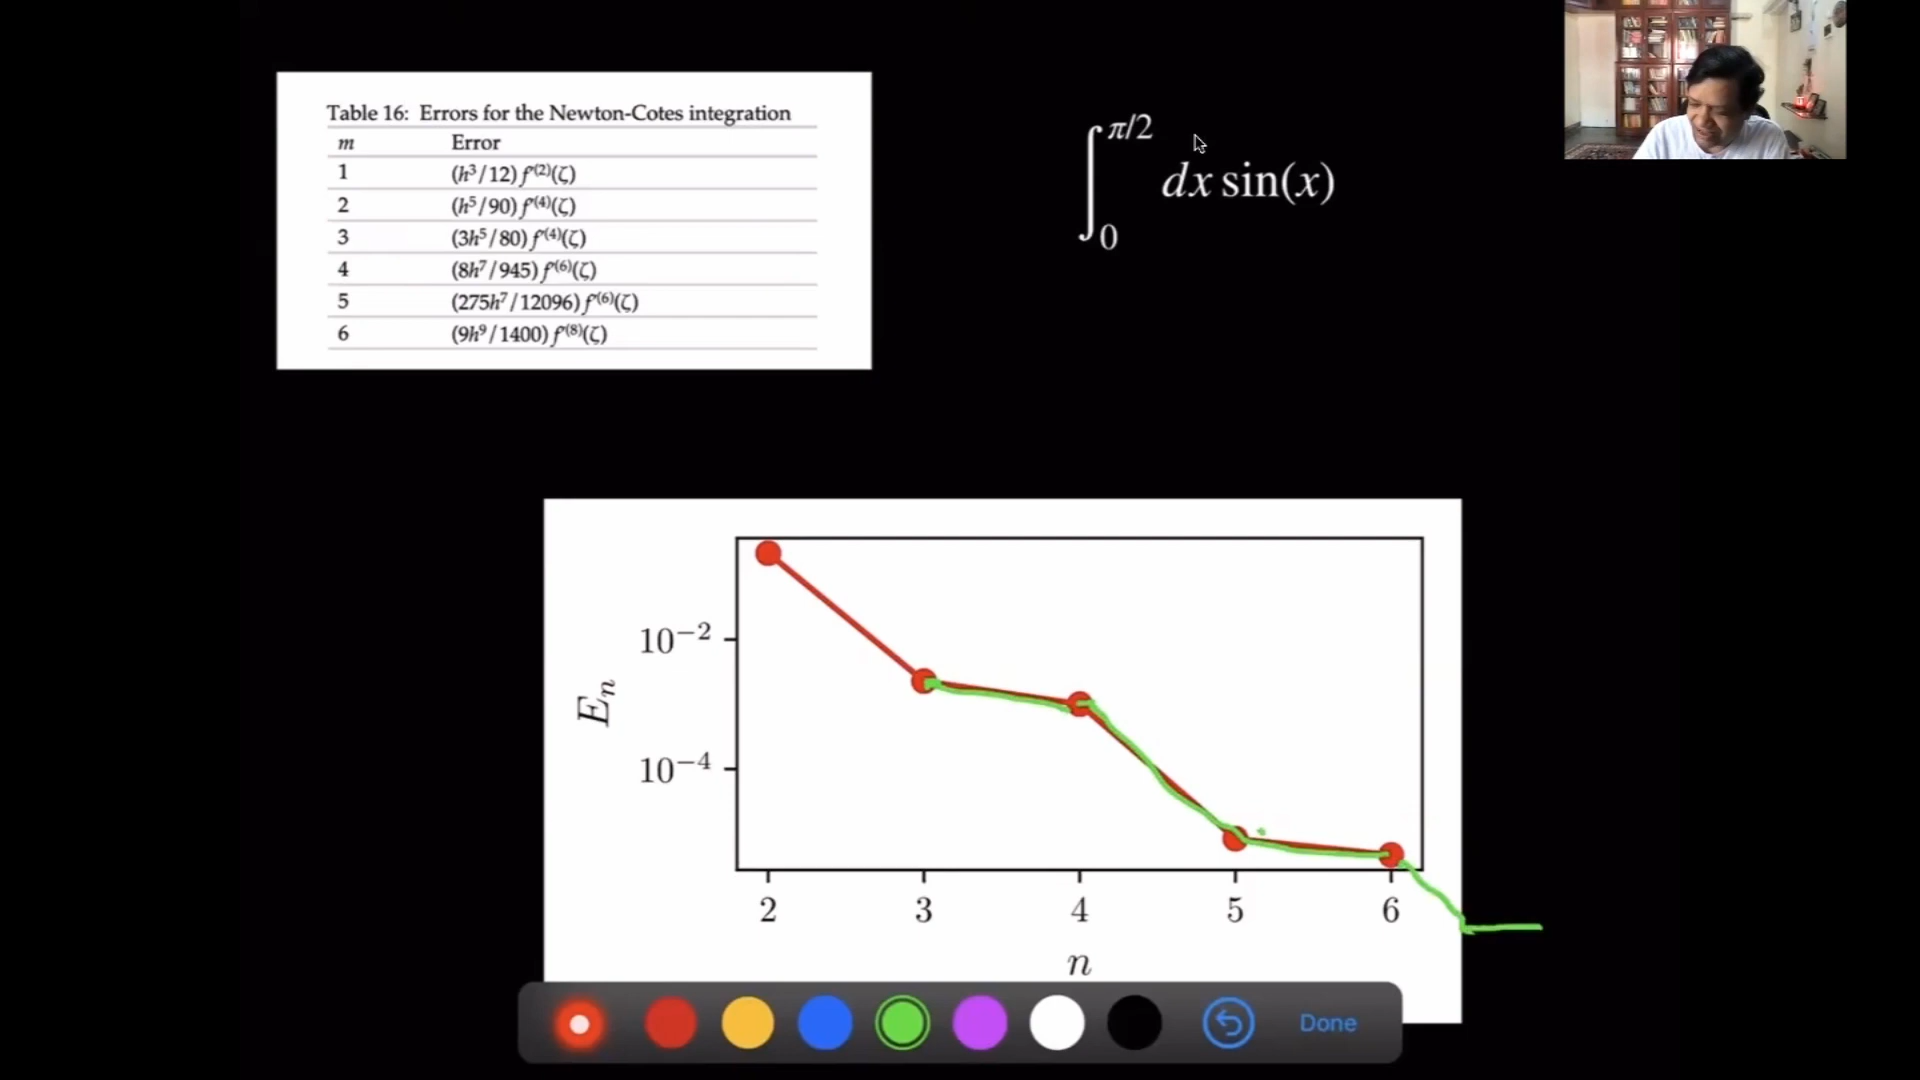 Table 16: Errors for the Newton-Cotes integration
m Error
1 (h³/12) f⁽²⁾(ζ)
2 (h⁵/90) f⁽⁴⁾(ζ)
3 (3h⁵/80) f⁽⁴⁾(ζ)
4 (8h⁷/945) f⁽⁶⁾(ζ)
5 (275h⁷/12096) f⁽⁶⁾(ζ)
6 (9h⁹/1400) f⁽⁸⁾(ζ)
∫₀^{π/2} dx sin(x)
10⁻²
10⁻⁴
Eₙ
2 3 4 5 6
n
Done